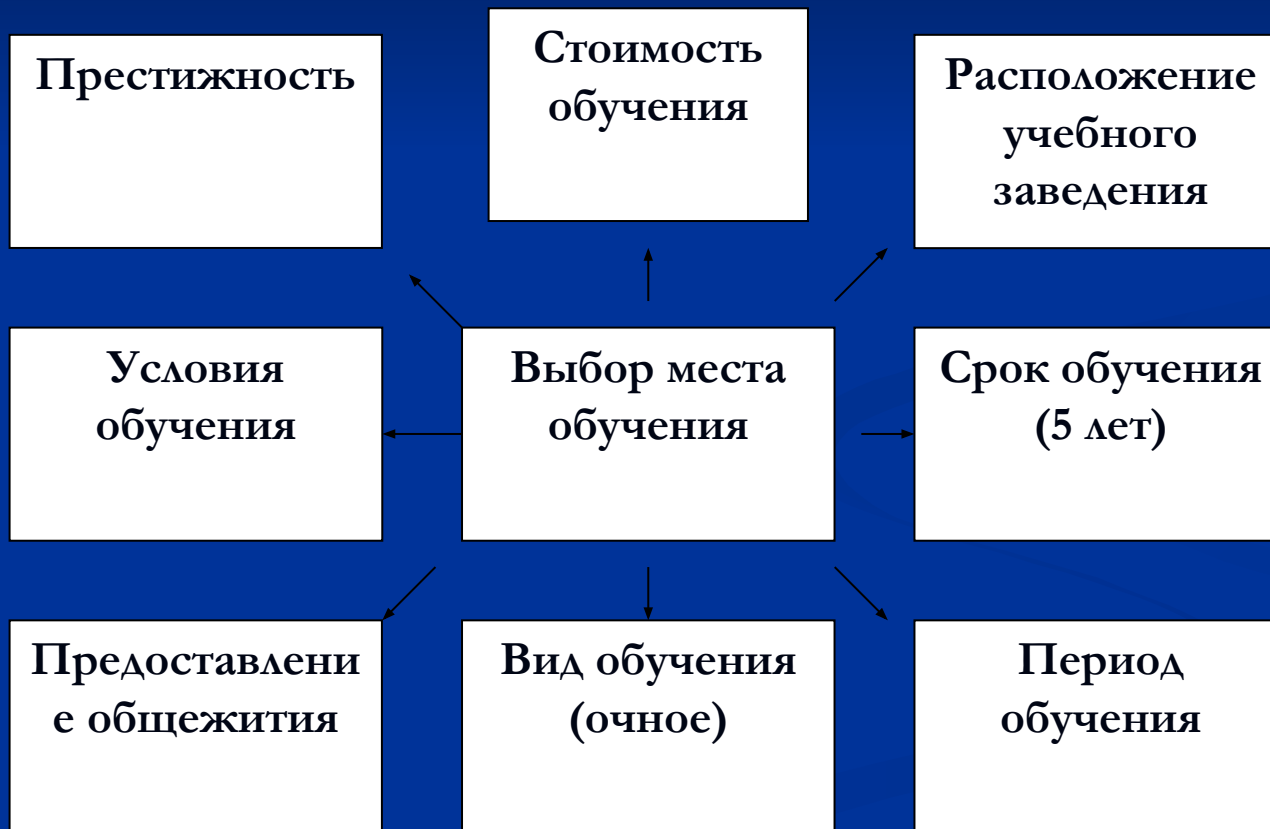 Престижность
Стоимость
обучения
Расположение
учебного
заведения
Условия
обучения
Выбор места
обучения
Срок обучения
(5 лет)
Предоставлени
е общежития
Вид обучения
(очное)
Период
обучения